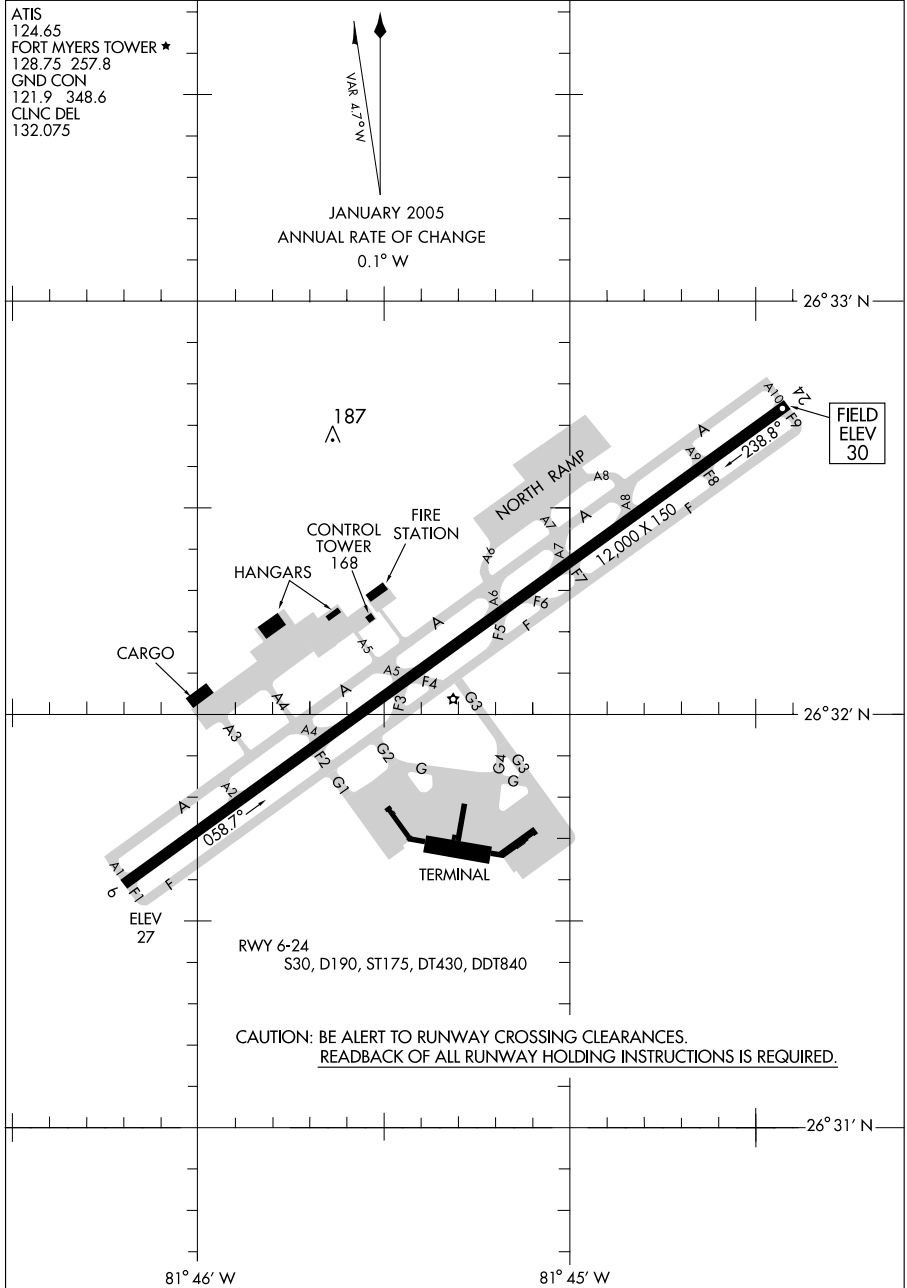 ATIS
124.65
FORT MYERS TOWER ★
128.75 257.8
GND CON
121.9 348.6
CLNC DEL
132.075
VAR 4.7° W
JANUARY 2005
ANNUAL RATE OF CHANGE
0.1° W
26° 33' N
187
A10
24
F9
FIELD
ELEV
30
A
238.8°
A9
F8
NORTH RAMP
A8
A8
F
A
A7
12,000 X 150
FIRE
STATION
CONTROL
TOWER
168
HANGARS
A6
A7
F7
A6
F6
A
F5
F
CARGO
A5
A5
F4
A
A4
F3
G3
26° 32' N
A3
A4
F2
G2
G
G4
G3
G
G1
A2
A
058.7°
TERMINAL
A1
F1
F
6
ELEV
27
RWY 6-24
S30, D190, ST175, DT430, DDT840
CAUTION: BE ALERT TO RUNWAY CROSSING CLEARANCES.
READBACK OF ALL RUNWAY HOLDING INSTRUCTIONS IS REQUIRED.
26° 31' N
81° 46' W
81° 45' W